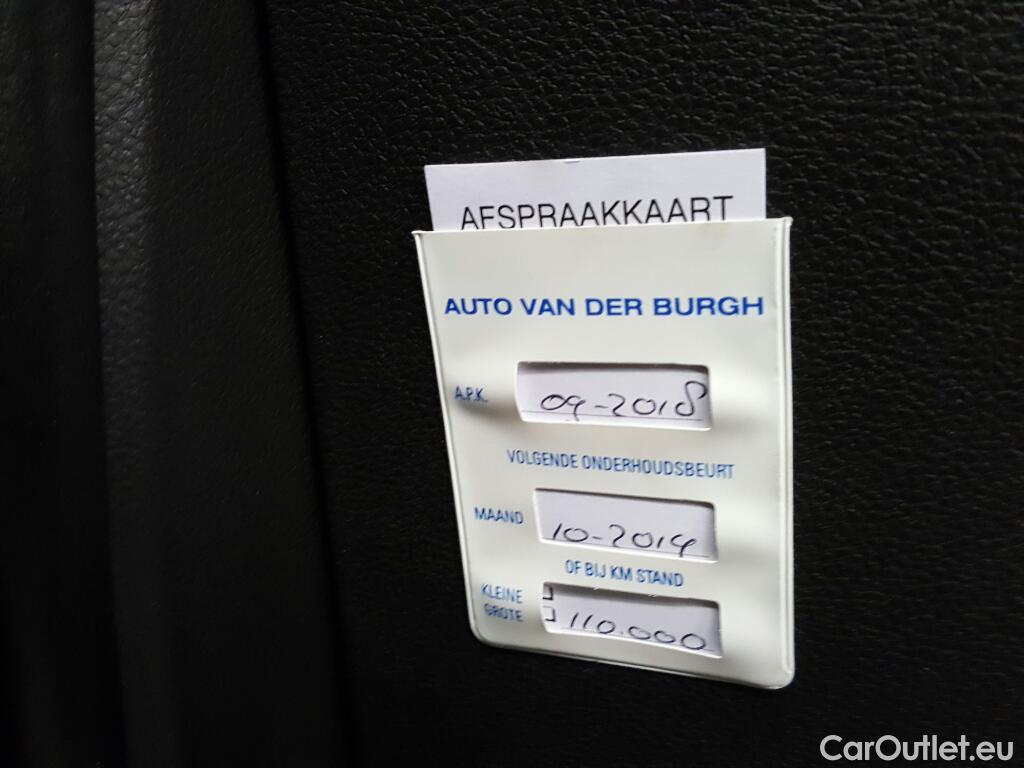 AFSPRAAKKAART
AUTO VAN DER BURGH
A.P.K. 09-2018
VOLGENDE ONDERHOUDSBEURT
MAAND 10-2014
OF BIJ KM STAND
KLEINE
GROTE 110.000
CarOutlet.eu